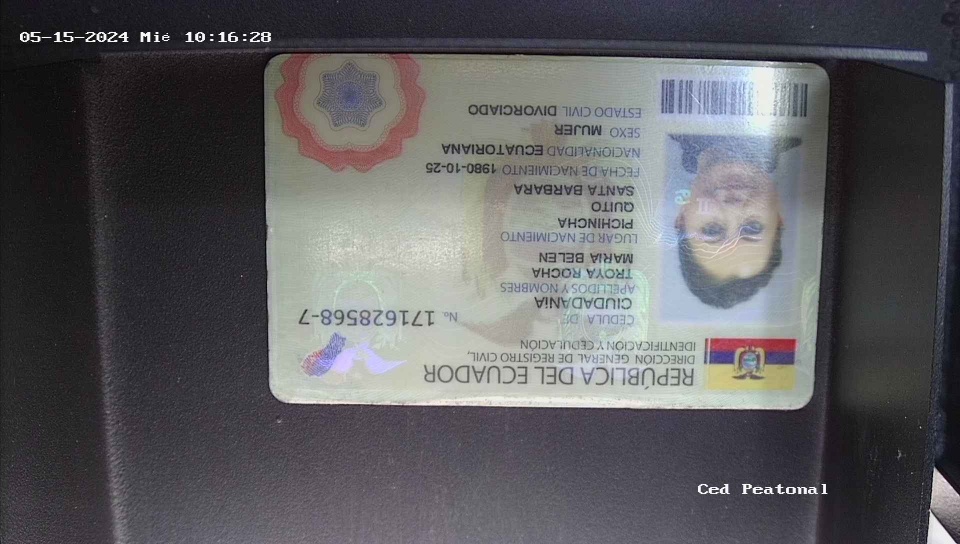 05-15-2024 Mié 10:16:28
REPÚBLICA DEL ECUADOR
DIRECCIÓN GENERAL DE REGISTRO CIVIL,
IDENTIFICACIÓN Y CEDULACIÓN
CÉDULA DE
CIUDADANÍA
No. 171628568-7
APELLIDOS Y NOMBRES
TROYA ROCHA
MARIA BELEN
LUGAR DE NACIMIENTO
PICHINCHA
QUITO
SANTA BARBARA
FECHA DE NACIMIENTO 1980-10-25
NACIONALIDAD ECUATORIANA
SEXO MUJER
ESTADO CIVIL DIVORCIADO
Ced Peatonal